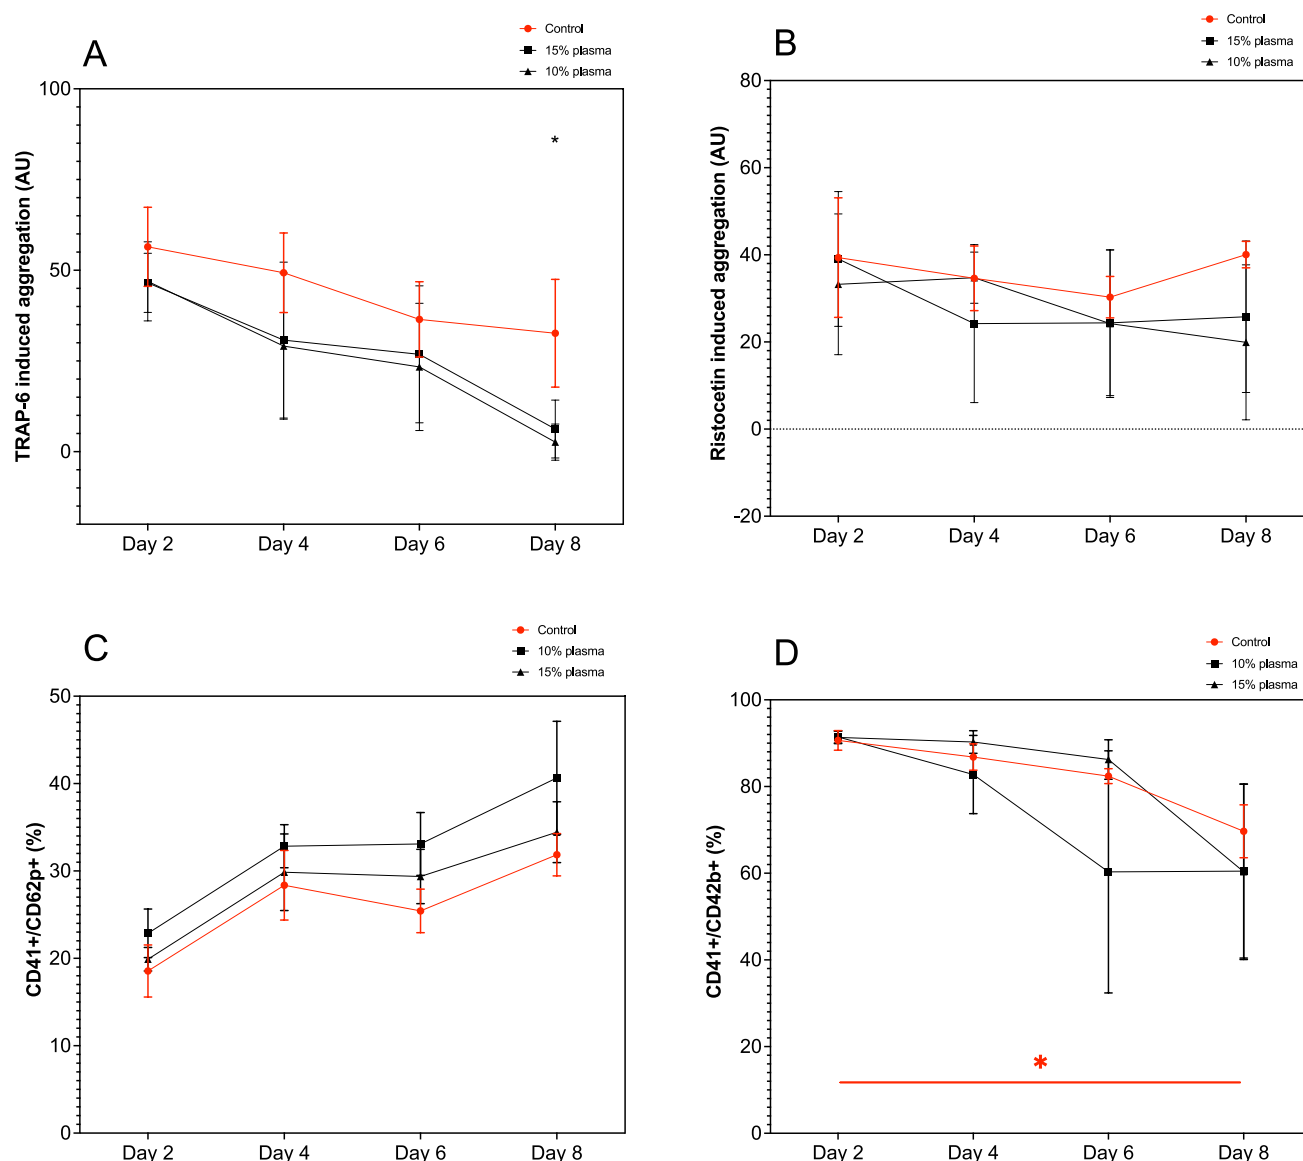 A
Control
15% plasma
10% plasma
TRAP-6 induced aggregation (AU)
100
50
0
*
Day 2 Day 4 Day 6 Day 8
B
Control
15% plasma
10% plasma
Ristocetin induced aggregation (AU)
80
60
40
20
0
-20
Day 2 Day 4 Day 6 Day 8
C
Control
10% plasma
15% plasma
CD41+/CD62p+ (%)
50
40
30
20
10
0
Day 2 Day 4 Day 6 Day 8
D
Control
10% plasma
15% plasma
CD41+/CD42b+ (%)
100
80
60
40
20
0
*
Day 2 Day 4 Day 6 Day 8